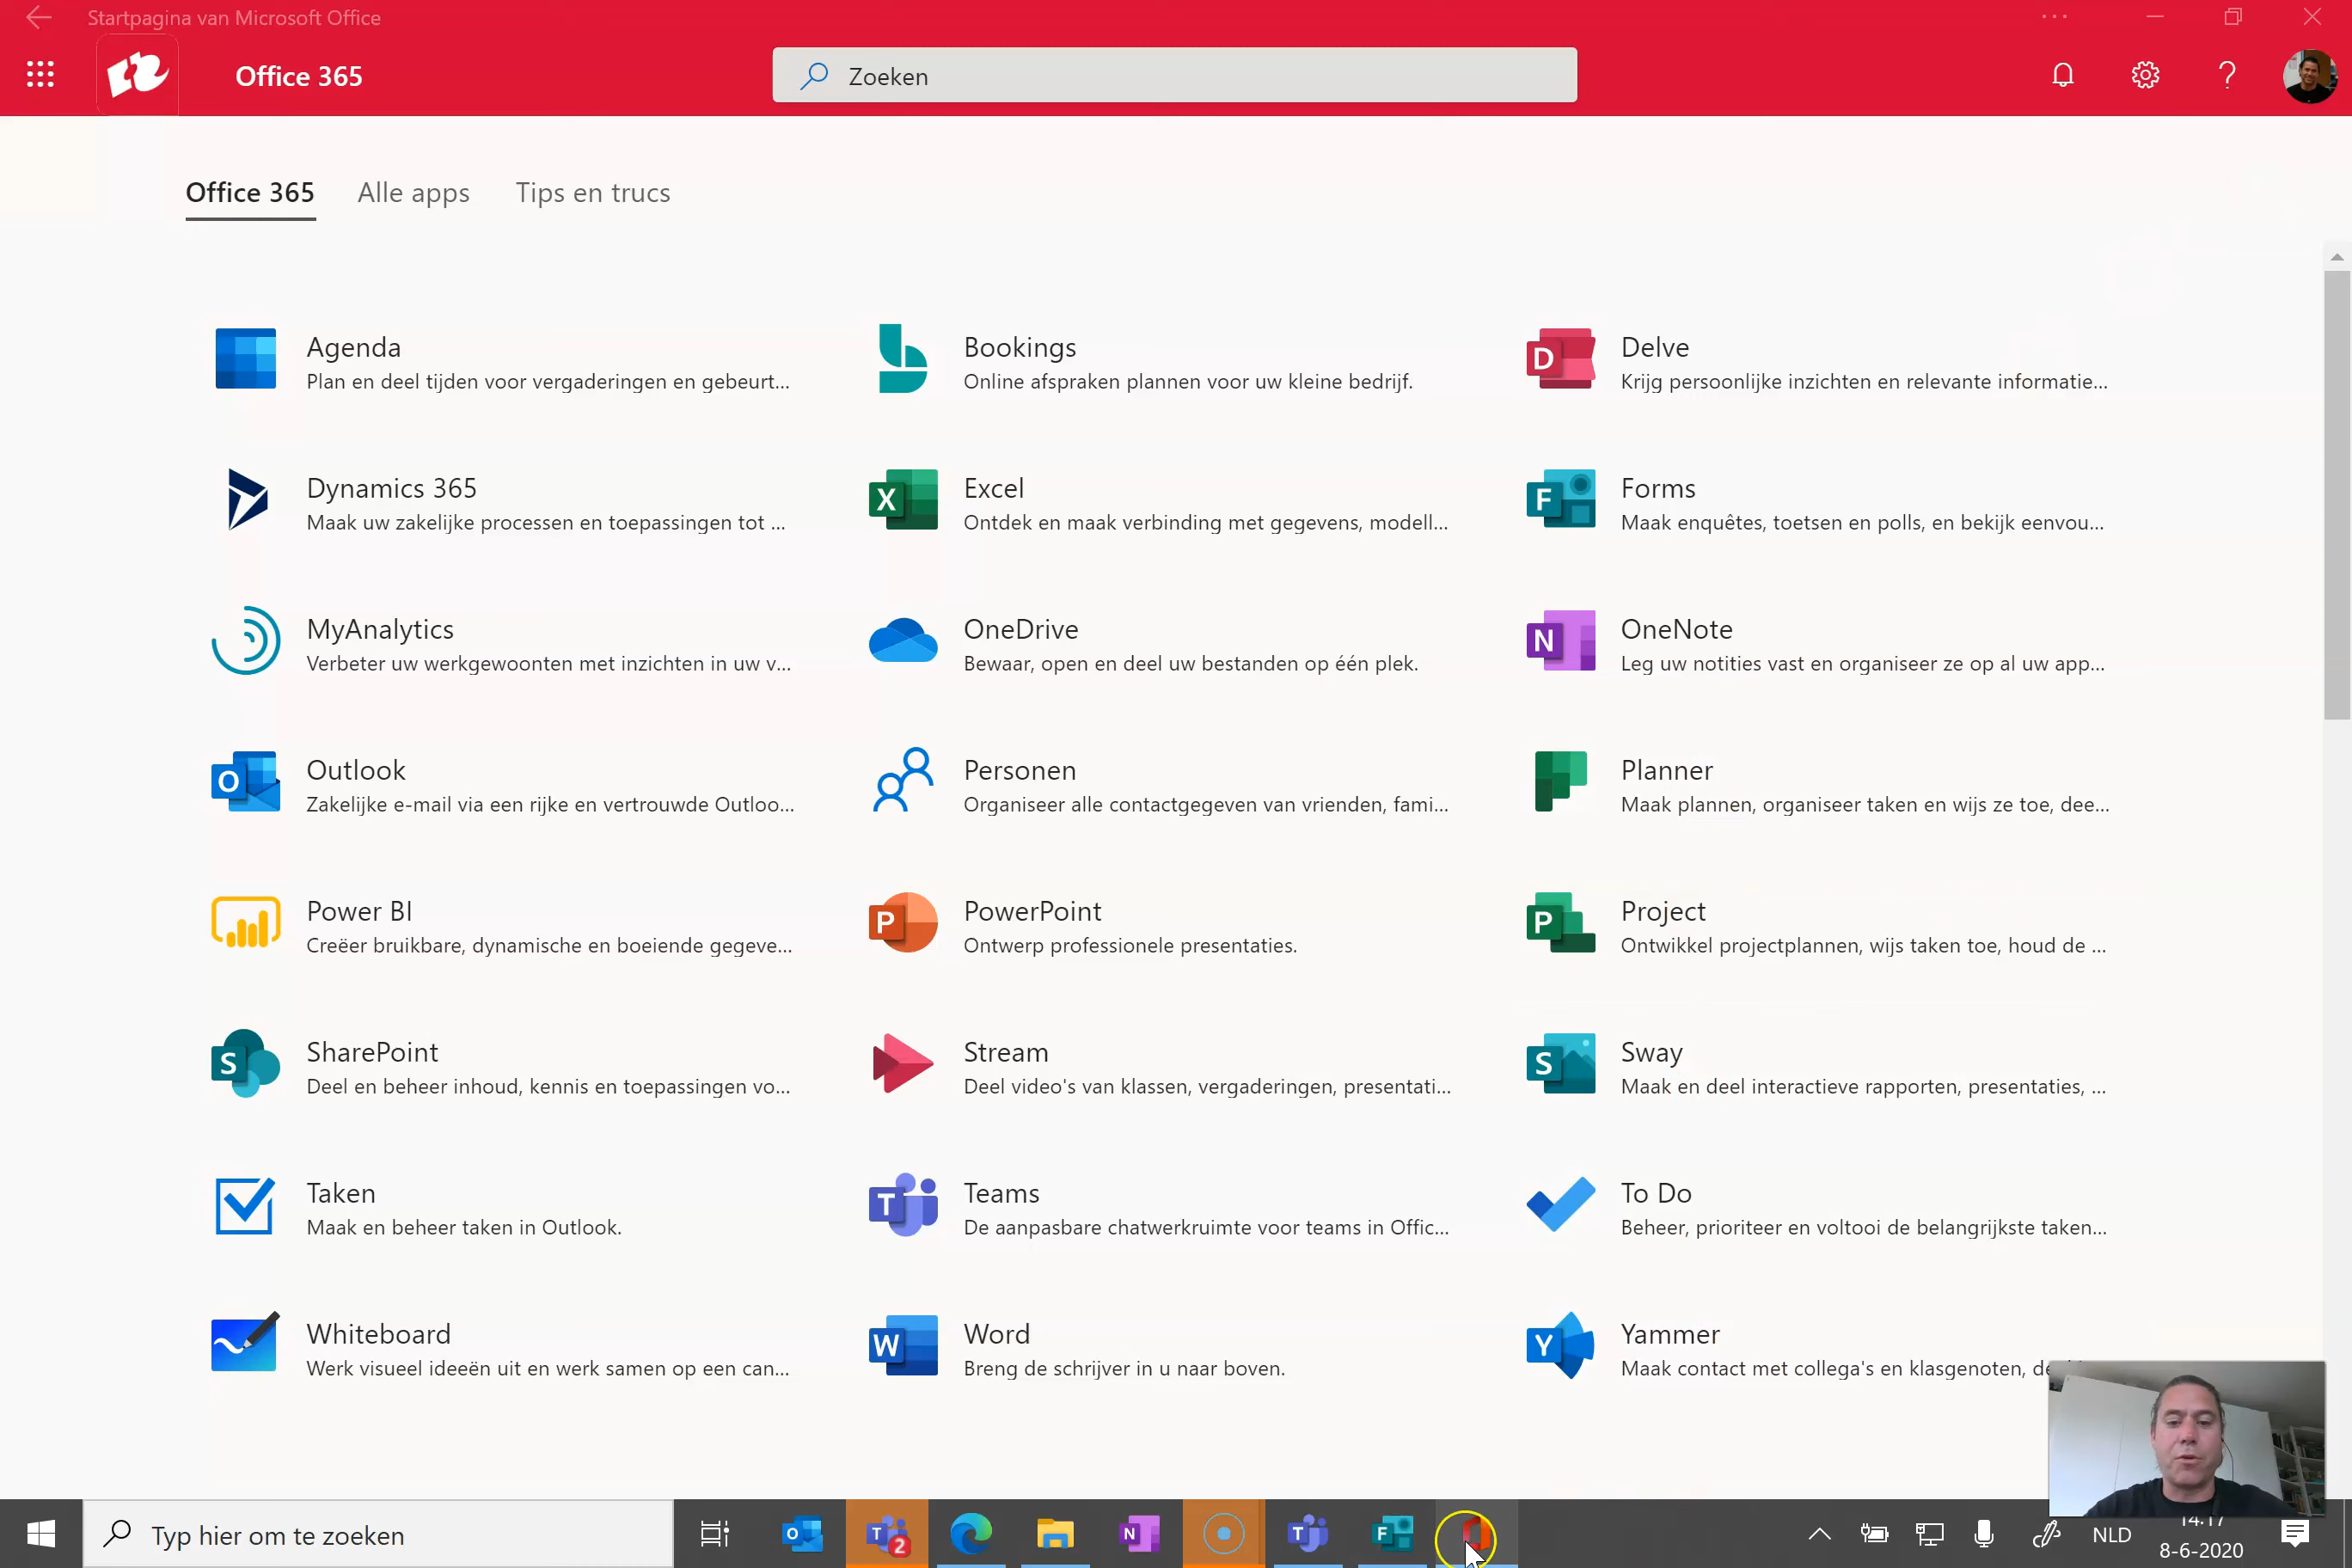 Startpagina van Microsoft Office
Office 365
Zoeken
Office 365 Alle apps Tips en trucs
Agenda
Plan en deel tijden voor vergaderingen en gebeurt...
Bookings
Online afspraken plannen voor uw kleine bedrijf.
Delve
Krijg persoonlijke inzichten en relevante informatie...
Dynamics 365
Maak uw zakelijke processen en toepassingen tot ...
Excel
Ontdek en maak verbinding met gegevens, modell...
Forms
Maak enquêtes, toetsen en polls, en bekijk eenvou...
MyAnalytics
Verbeter uw werkgewoonten met inzichten in uw v...
OneDrive
Bewaar, open en deel uw bestanden op één plek.
OneNote
Leg uw notities vast en organiseer ze op al uw app...
Outlook
Zakelijke e-mail via een rijke en vertrouwde Outloo...
Personen
Organiseer alle contactgegeven van vrienden, fami...
Planner
Maak plannen, organiseer taken en wijs ze toe, dee...
Power BI
Creëer bruikbare, dynamische en boeiende gegeve...
PowerPoint
Ontwerp professionele presentaties.
Project
Ontwikkel projectplannen, wijs taken toe, houd de ...
SharePoint
Deel en beheer inhoud, kennis en toepassingen vo...
Stream
Deel video's van klassen, vergaderingen, presentati...
Sway
Maak en deel interactieve rapporten, presentaties, ...
Taken
Maak en beheer taken in Outlook.
Teams
De aanpasbare chatwerkruimte voor teams in Offic...
To Do
Beheer, prioriteer en voltooi de belangrijkste taken...
Whiteboard
Werk visueel ideeën uit en werk samen op een can...
Word
Breng de schrijver in u naar boven.
Yammer
Maak contact met collega's en klasgenoten,
Typ hier om te zoeken
2
NLD
14:17
8-6-2020